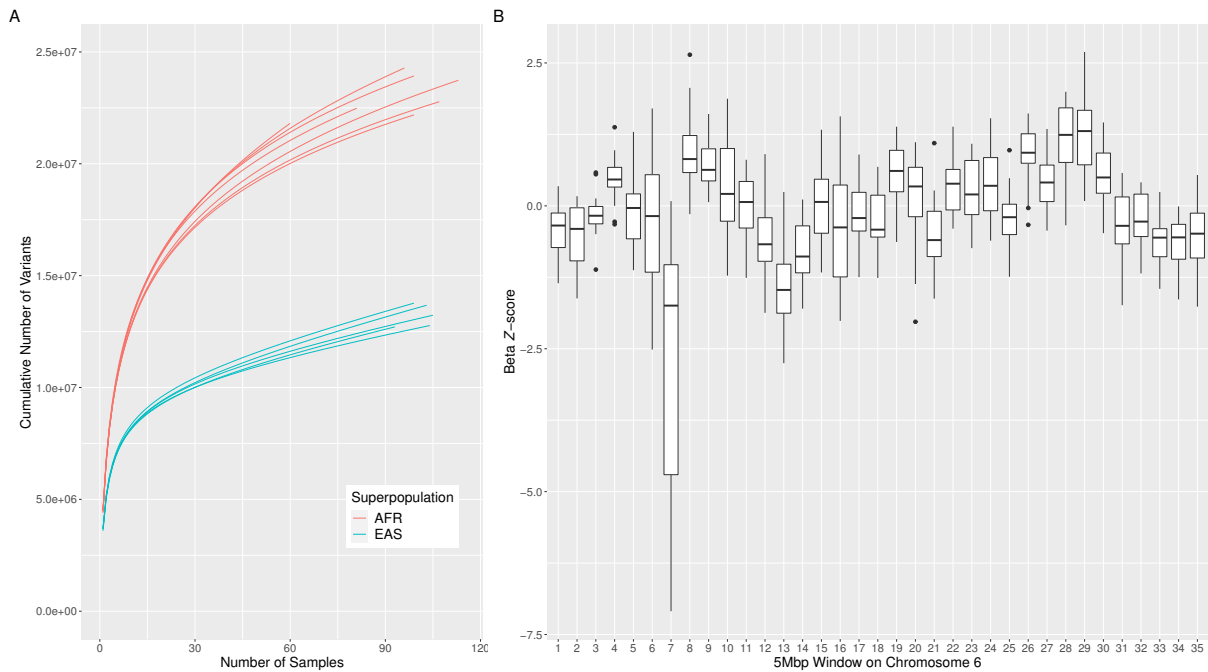 A
Cumulative Number of Variants
2.5e+07
2.0e+07
1.5e+07
1.0e+07
5.0e+06
0.0e+00
0 30 60 90 120
Number of Samples
Superpopulation
AFR
EAS
B
Beta Z-score
2.5
0.0
−2.5
−5.0
−7.5
1 2 3 4 5 6 7 8 9 10 11 12 13 14 15 16 17 18 19 20 21 22 23 24 25 26 27 28 29 30 31 32 33 34 35
5Mbp Window on Chromosome 6